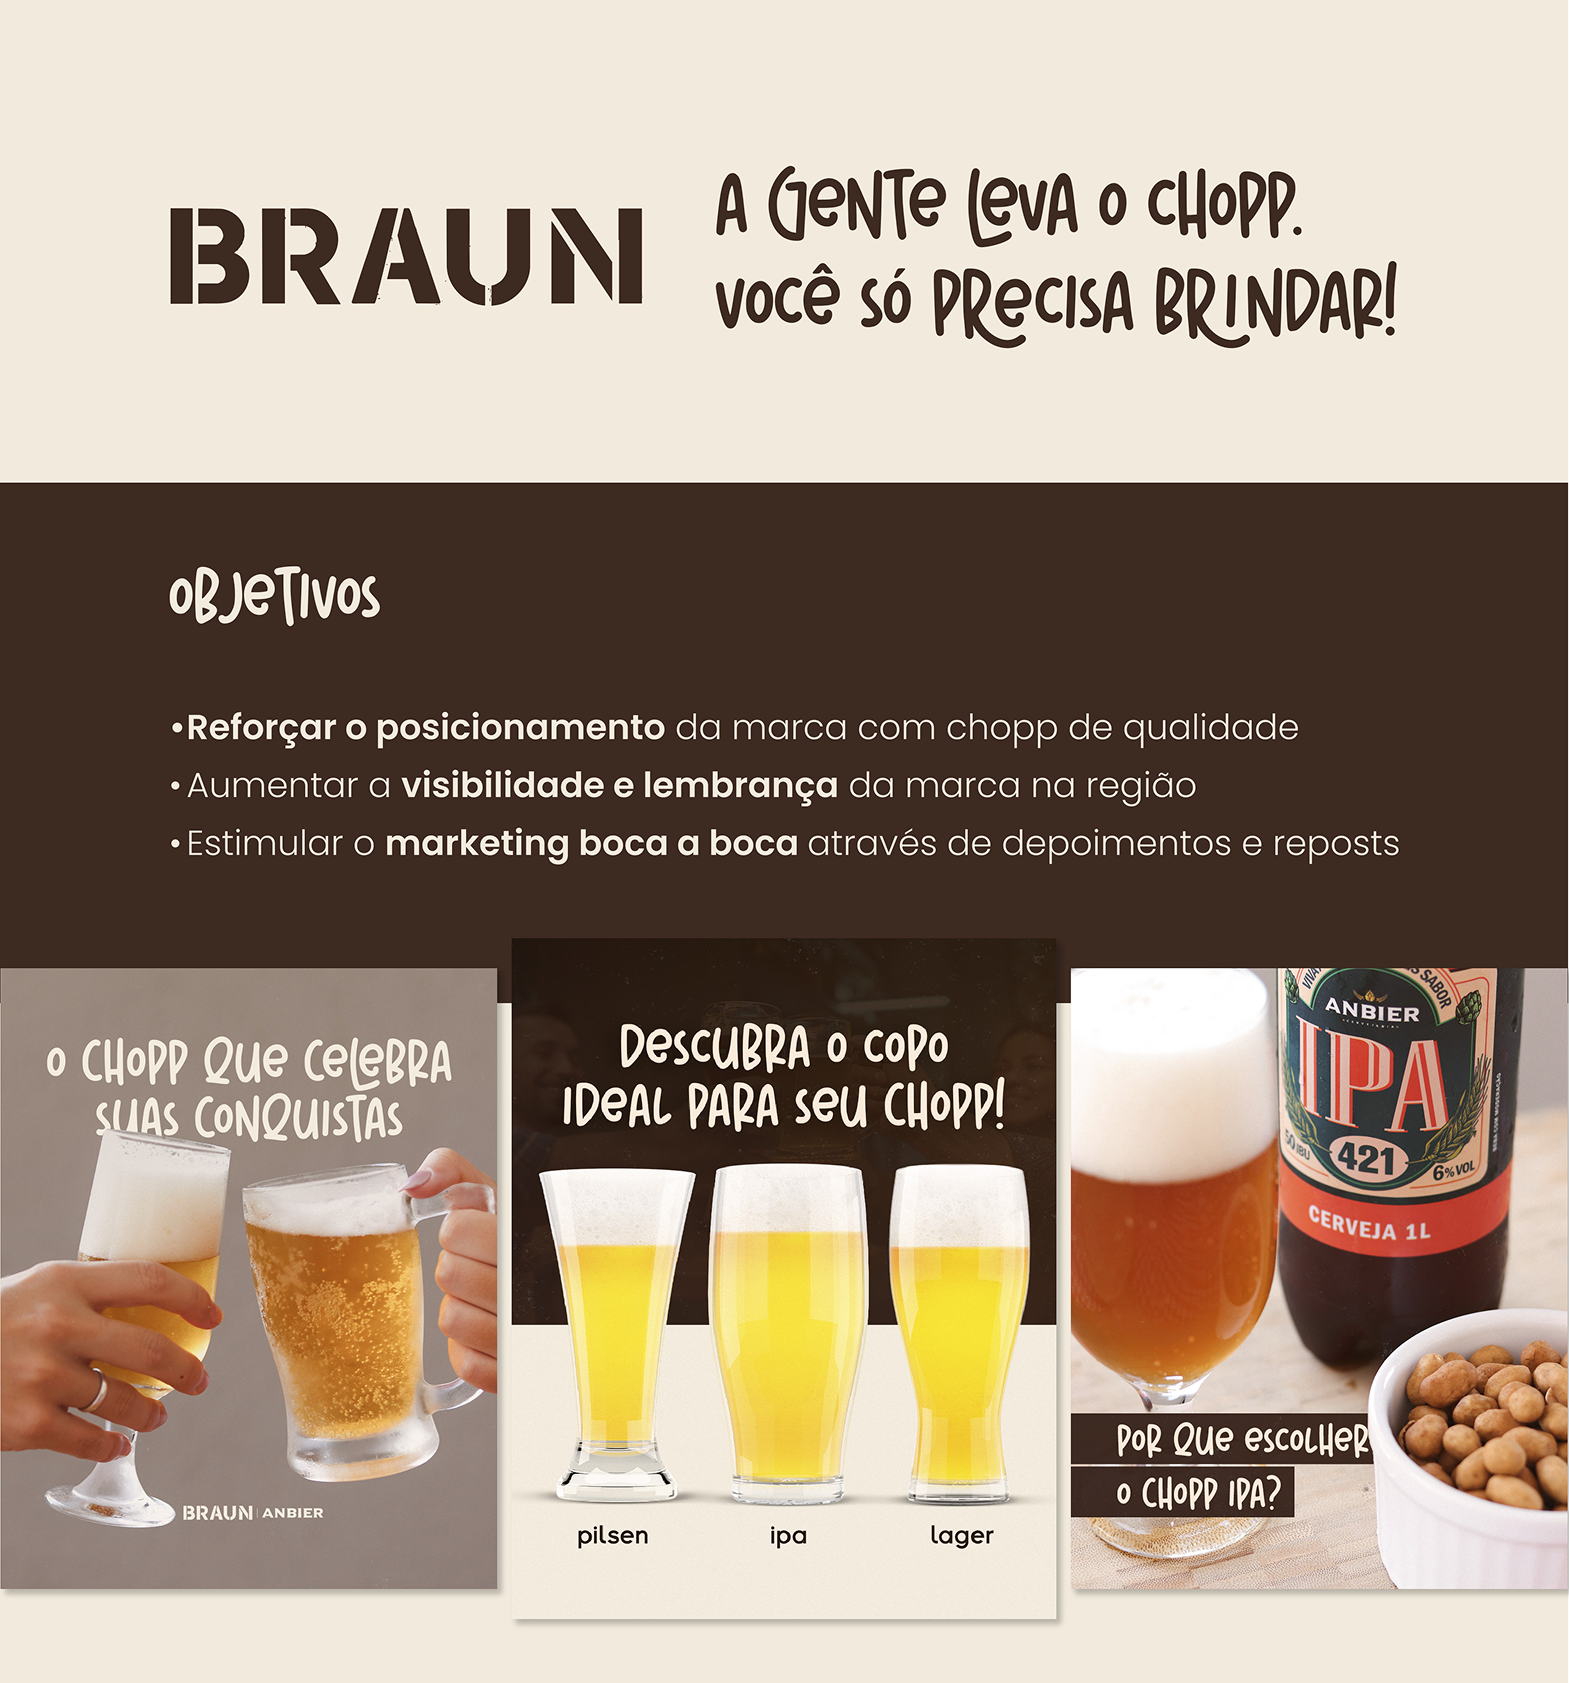 BRAUN
A GENTE LEVA O CHOPP.
VOCÊ SÓ PRECISA BRINDAR!
OBJETIVOS
•Reforçar o posicionamento da marca com chopp de qualidade
• Aumentar a visibilidade e lembrança da marca na região
• Estimular o marketing boca a boca através de depoimentos e reposts
O CHOPP QUE CELEBRA
SUAS CONQUISTAS
BRAUN | ANBIER
DESCUBRA O COPO
IDEAL PARA SEU CHOPP!
pilsen
ipa
lager
SABOR
ANBIER
IPA
50 IBU
421
6% VOL
BEBA COM MODERAÇÃO
CERVEJA 1L
POR QUE ESCOLHER
O CHOPP IPA?